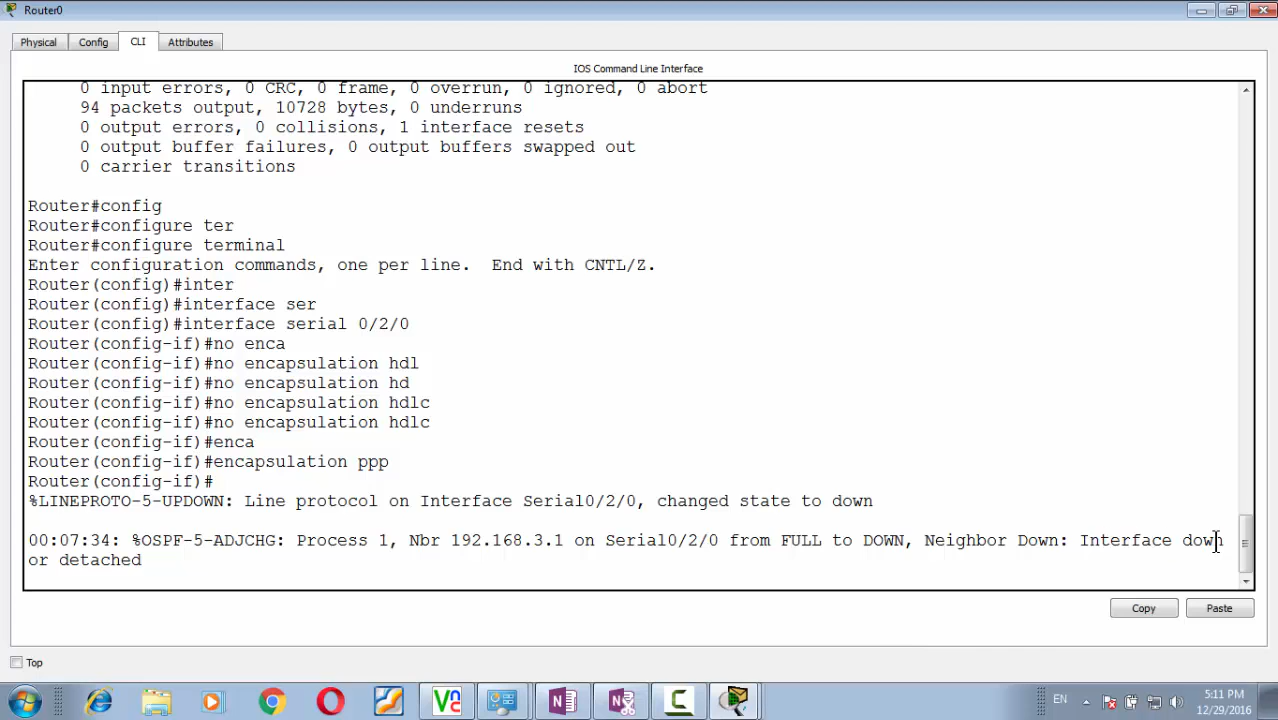 Router0
Physical Config CLI Attributes
IOS Command Line Interface
0 input errors, 0 CRC, 0 frame, 0 overrun, 0 ignored, 0 abort
94 packets output, 10728 bytes, 0 underruns
0 output errors, 0 collisions, 1 interface resets
0 output buffer failures, 0 output buffers swapped out
0 carrier transitions
Router#config
Router#configure ter
Router#configure terminal
Enter configuration commands, one per line.  End with CNTL/Z.
Router(config)#inter
Router(config)#interface ser
Router(config)#interface serial 0/2/0
Router(config-if)#no enca
Router(config-if)#no encapsulation hdl
Router(config-if)#no encapsulation hd
Router(config-if)#no encapsulation hdlc
Router(config-if)#no encapsulation hdlc
Router(config-if)#enca
Router(config-if)#encapsulation ppp
Router(config-if)#
%LINEPROTO-5-UPDOWN: Line protocol on Interface Serial0/2/0, changed state to down
00:07:34: %OSPF-5-ADJCHG: Process 1, Nbr 192.168.3.1 on Serial0/2/0 from FULL to DOWN, Neighbor Down: Interface down
or detached
Copy Paste
Top
EN 5:11 PM
12/29/2016